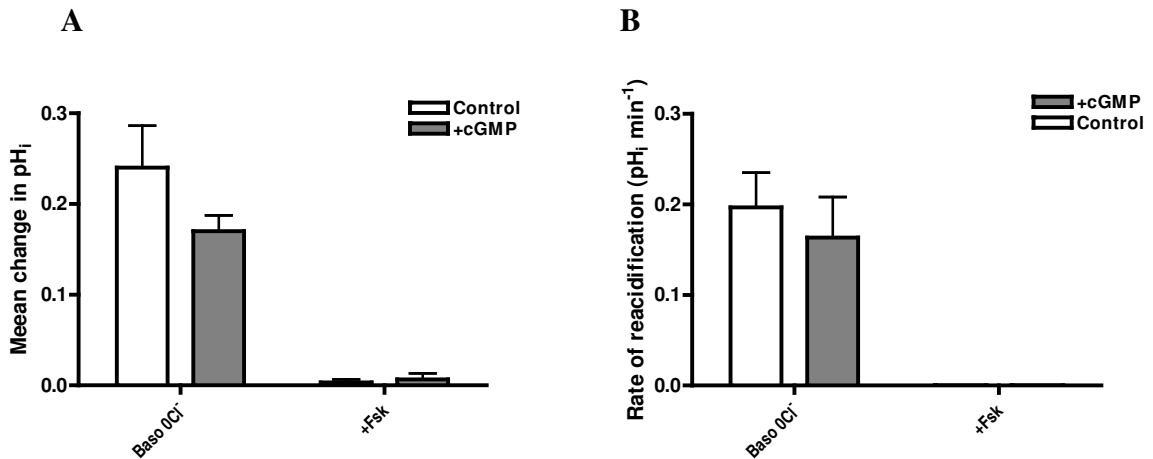 A
B
Control
+cGMP
+cGMP
Control
Meean change in pHᵢ
0.3
0.2
0.1
0.0
Baso 0Cl⁻
+Fsk
Rate of reacidification (pHᵢ min⁻¹)
0.3
0.2
0.1
0.0
Baso 0Cl⁻
+Fsk